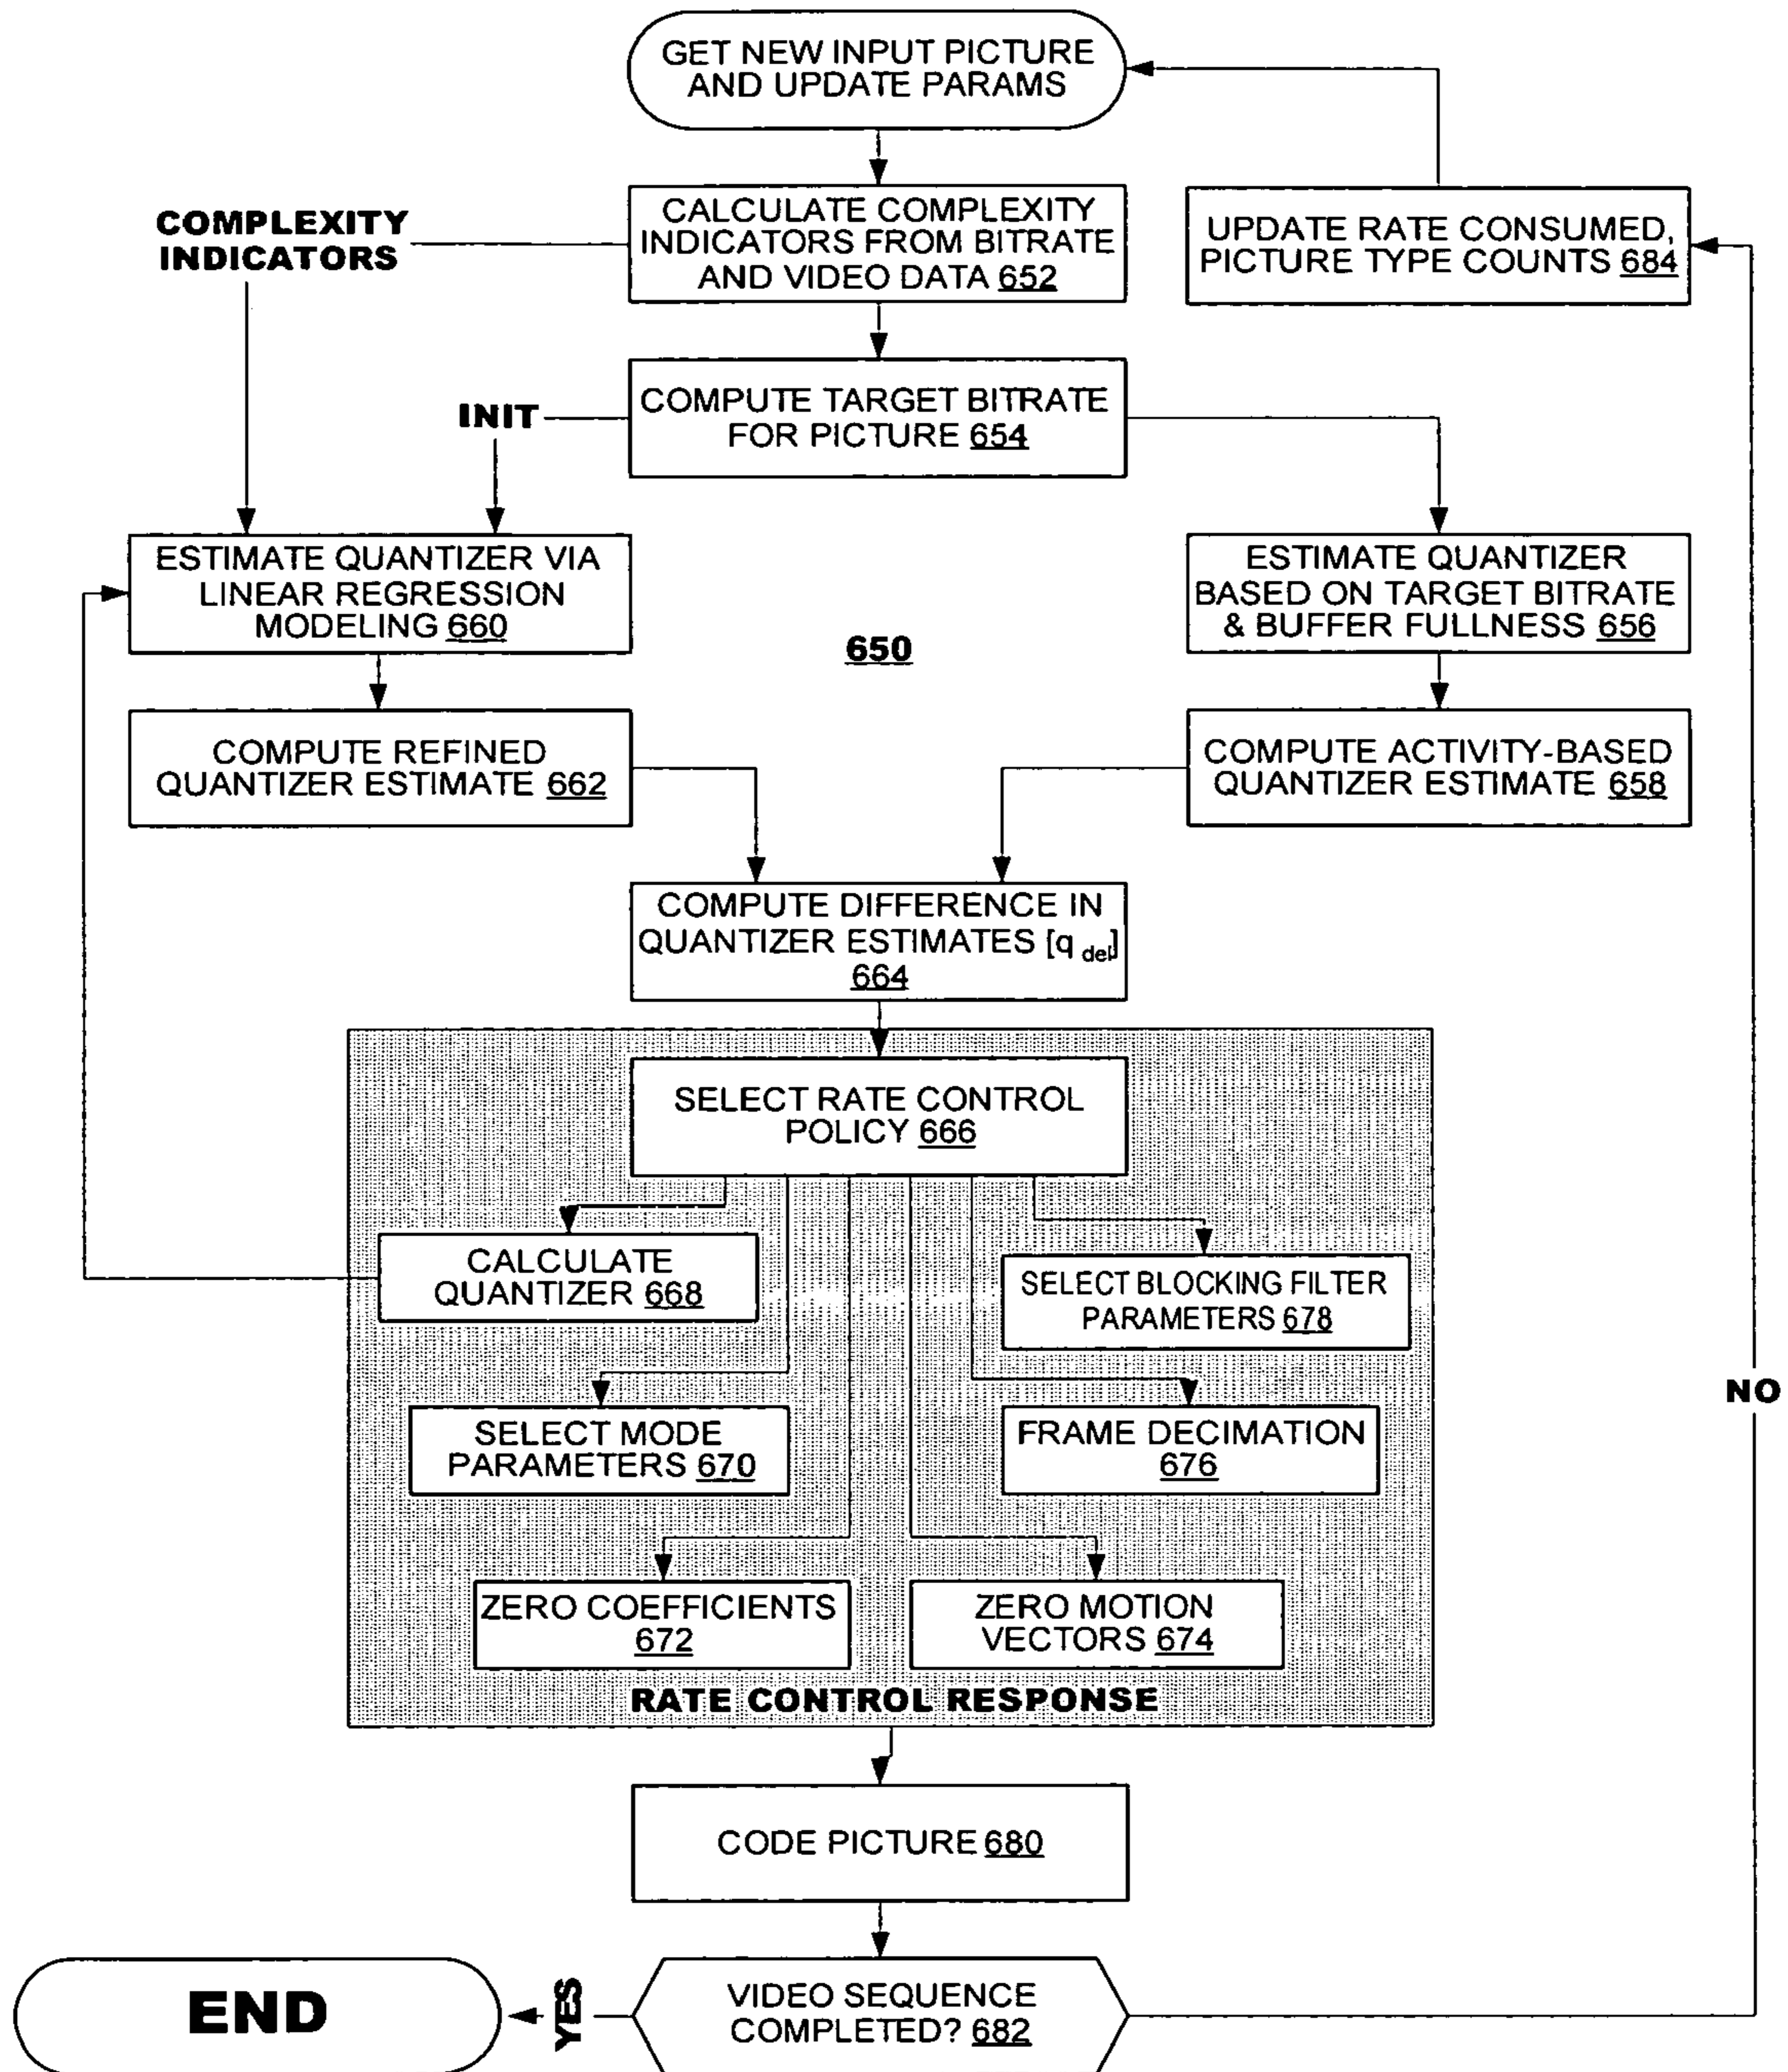 GET NEW INPUT PICTURE
AND UPDATE PARAMS
COMPLEXITY
INDICATORS
CALCULATE COMPLEXITY
INDICATORS FROM BITRATE
AND VIDEO DATA 652
UPDATE RATE CONSUMED,
PICTURE TYPE COUNTS 684
INIT
COMPUTE TARGET BITRATE
FOR PICTURE 654
ESTIMATE QUANTIZER VIA
LINEAR REGRESSION
MODELING 660
650
ESTIMATE QUANTIZER
BASED ON TARGET BITRATE
& BUFFER FULLNESS 656
COMPUTE REFINED
QUANTIZER ESTIMATE 662
COMPUTE ACTIVITY-BASED
QUANTIZER ESTIMATE 658
COMPUTE DIFFERENCE IN
QUANTIZER ESTIMATES [q del]
664
SELECT RATE CONTROL
POLICY 666
CALCULATE
QUANTIZER 668
SELECT BLOCKING FILTER
PARAMETERS 678
NO
SELECT MODE
PARAMETERS 670
FRAME DECIMATION
676
ZERO COEFFICIENTS
672
ZERO MOTION
VECTORS 674
RATE CONTROL RESPONSE
CODE PICTURE 680
END
YES
VIDEO SEQUENCE
COMPLETED? 682